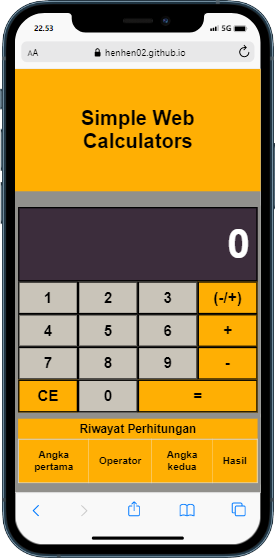 22.53 5G
AA henhen02.github.io
Simple Web
Calculators
0
1 2 3 (-/+)
4 5 6 +
7 8 9 -
CE 0 =
Riwayat Perhitungan
Angka pertama Operator Angka kedua Hasil